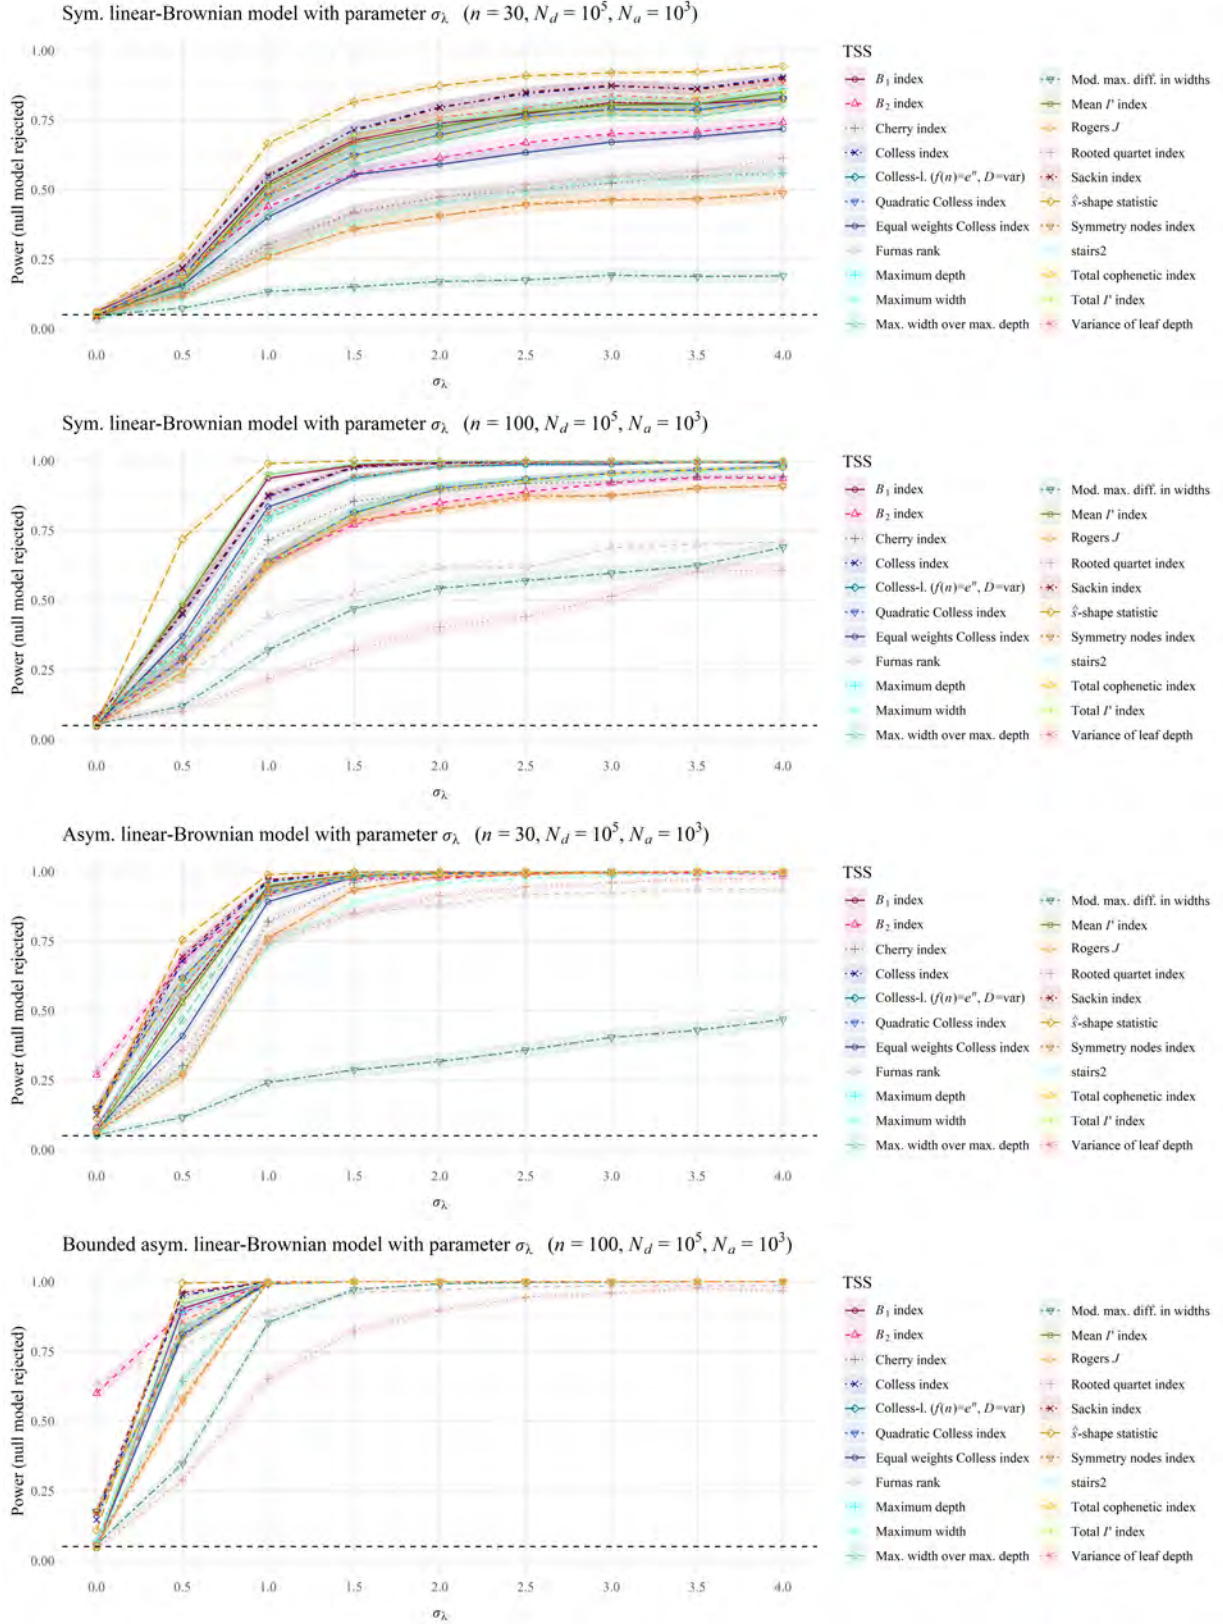 Sym. linear-Brownian model with parameter σλ (n = 30, N_d = 10^5, N_a = 10^3)
Power (null model rejected)
1.00
0.75
0.50
0.25
0.00
0.0 0.5 1.0 1.5 2.0 2.5 3.0 3.5 4.0
σλ
TSS
B1 index
B2 index
Cherry index
Colless index
Colless-l. (f(n)=e^n, D=var)
Quadratic Colless index
Equal weights Colless index
Furnas rank
Maximum depth
Maximum width
Max. width over max. depth
Mod. max. diff. in widths
Mean I' index
Rogers J
Rooted quartet index
Sackin index
ŝ-shape statistic
Symmetry nodes index
stairs2
Total cophenetic index
Total I' index
Variance of leaf depth
Sym. linear-Brownian model with parameter σλ (n = 100, N_d = 10^5, N_a = 10^3)
Power (null model rejected)
1.00
0.75
0.50
0.25
0.00
0.0 0.5 1.0 1.5 2.0 2.5 3.0 3.5 4.0
σλ
TSS
B1 index
B2 index
Cherry index
Colless index
Colless-l. (f(n)=e^n, D=var)
Quadratic Colless index
Equal weights Colless index
Furnas rank
Maximum depth
Maximum width
Max. width over max. depth
Mod. max. diff. in widths
Mean I' index
Rogers J
Rooted quartet index
Sackin index
ŝ-shape statistic
Symmetry nodes index
stairs2
Total cophenetic index
Total I' index
Variance of leaf depth
Asym. linear-Brownian model with parameter σλ (n = 30, N_d = 10^5, N_a = 10^3)
Power (null model rejected)
1.00
0.75
0.50
0.25
0.00
0.0 0.5 1.0 1.5 2.0 2.5 3.0 3.5 4.0
σλ
TSS
B1 index
B2 index
Cherry index
Colless index
Colless-l. (f(n)=e^n, D=var)
Quadratic Colless index
Equal weights Colless index
Furnas rank
Maximum depth
Maximum width
Max. width over max. depth
Mod. max. diff. in widths
Mean I' index
Rogers J
Rooted quartet index
Sackin index
ŝ-shape statistic
Symmetry nodes index
stairs2
Total cophenetic index
Total I' index
Variance of leaf depth
Bounded asym. linear-Brownian model with parameter σλ (n = 100, N_d = 10^5, N_a = 10^3)
Power (null model rejected)
1.00
0.75
0.50
0.25
0.00
0.0 0.5 1.0 1.5 2.0 2.5 3.0 3.5 4.0
σλ
TSS
B1 index
B2 index
Cherry index
Colless index
Colless-l. (f(n)=e^n, D=var)
Quadratic Colless index
Equal weights Colless index
Furnas rank
Maximum depth
Maximum width
Max. width over max. depth
Mod. max. diff. in widths
Mean I' index
Rogers J
Rooted quartet index
Sackin index
ŝ-shape statistic
Symmetry nodes index
stairs2
Total cophenetic index
Total I' index
Variance of leaf depth